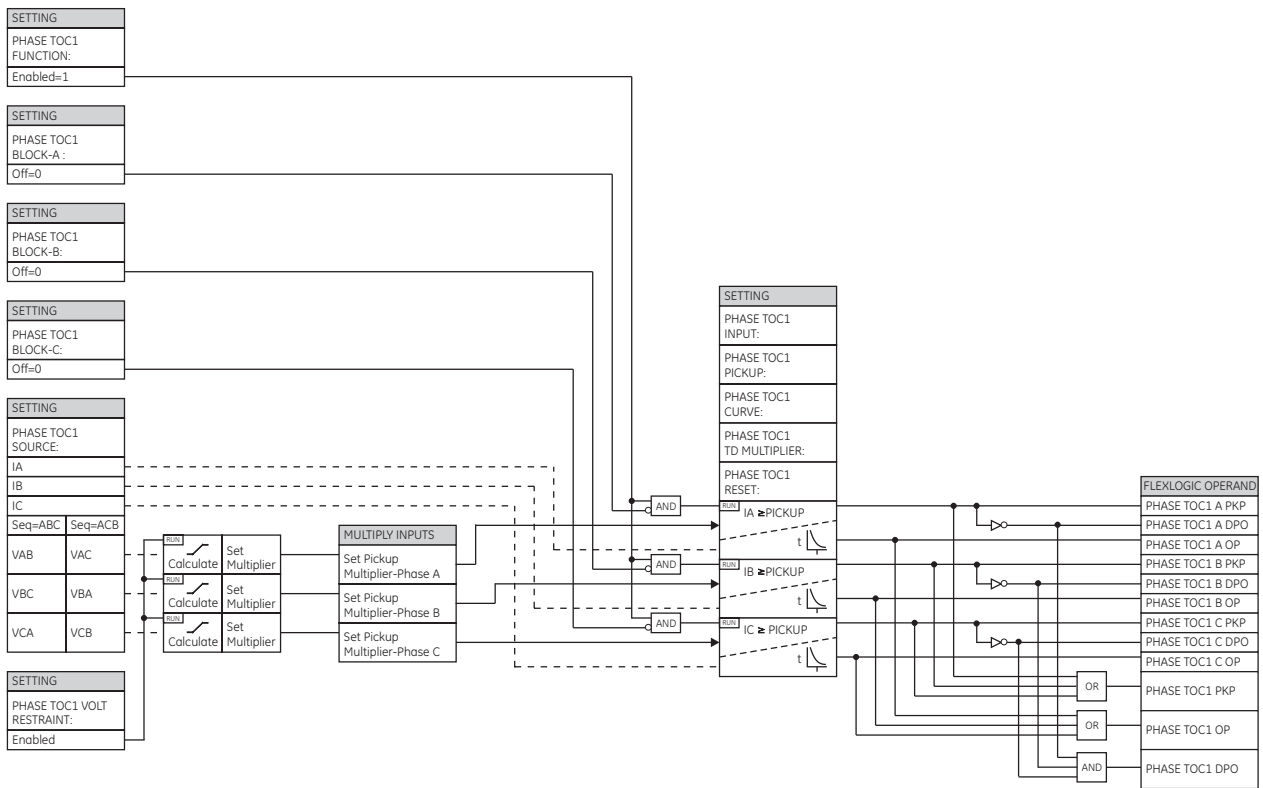 SETTING
PHASE TOC1
FUNCTION:
Enabled=1
SETTING
PHASE TOC1
BLOCK-A :
Off=0
SETTING
PHASE TOC1
BLOCK-B:
Off=0
SETTING
PHASE TOC1
BLOCK-C:
Off=0
SETTING
PHASE TOC1
SOURCE:
IA
IB
IC
Seq=ABC Seq=ACB
VAB VAC
VBC VBA
VCA VCB
SETTING
PHASE TOC1 VOLT
RESTRAINT:
Enabled
RUN
Calculate
Set
Multiplier
RUN
Calculate
Set
Multiplier
RUN
Calculate
Set
Multiplier
MULTIPLY INPUTS
Set Pickup
Multiplier-Phase A
Set Pickup
Multiplier-Phase B
Set Pickup
Multiplier-Phase C
AND
AND
AND
SETTING
PHASE TOC1
INPUT:
PHASE TOC1
PICKUP:
PHASE TOC1
CURVE:
PHASE TOC1
TD MULTIPLIER:
PHASE TOC1
RESET:
RUN IA ≥PICKUP
t
RUN IB ≥PICKUP
t
RUN IC ≥ PICKUP
t
OR
OR
AND
FLEXLOGIC OPERAND
PHASE TOC1 A PKP
PHASE TOC1 A DPO
PHASE TOC1 A OP
PHASE TOC1 B PKP
PHASE TOC1 B DPO
PHASE TOC1 B OP
PHASE TOC1 C PKP
PHASE TOC1 C DPO
PHASE TOC1 C OP
PHASE TOC1 PKP
PHASE TOC1 OP
PHASE TOC1 DPO